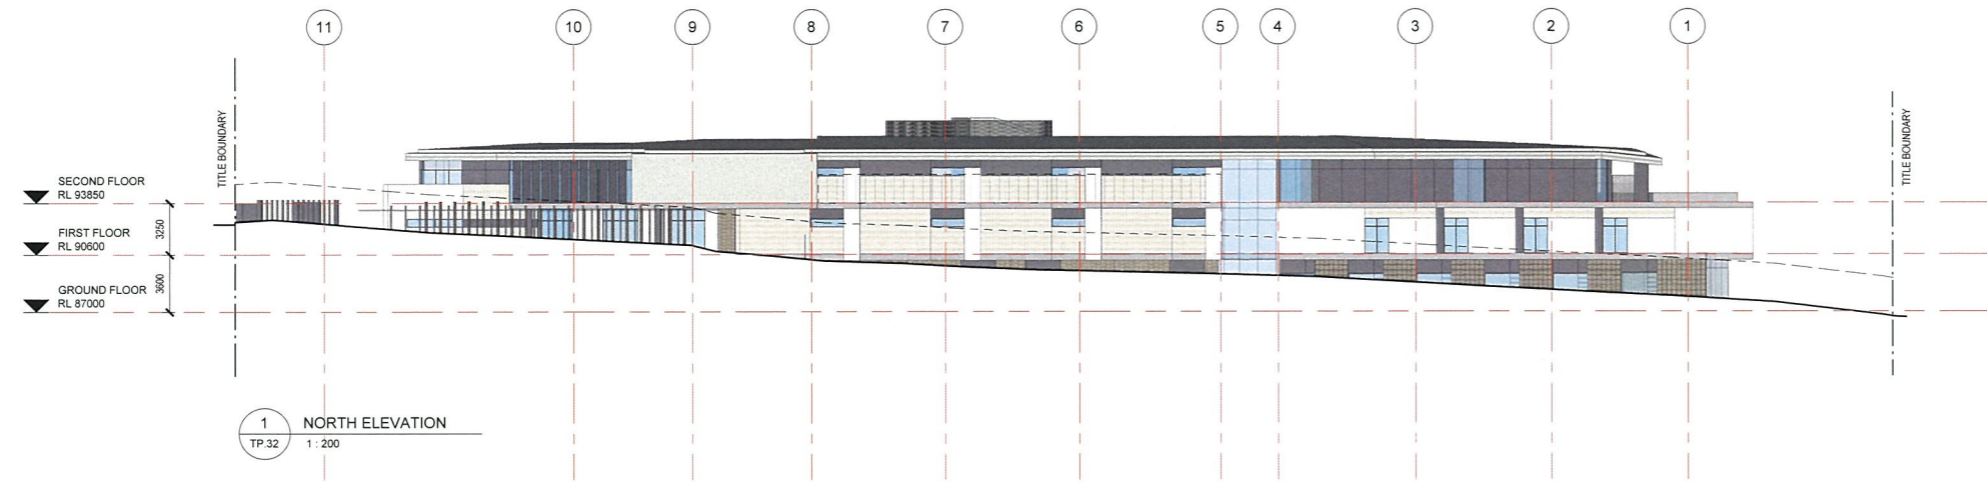 11 10 9 8 7 6 5 4 3 2 1
TITLE BOUNDARY
TITLE BOUNDARY
SECOND FLOOR
RL 93850
3250
FIRST FLOOR
RL 90600
3600
GROUND FLOOR
RL 87000
1 NORTH ELEVATION
TP.32 1 : 200